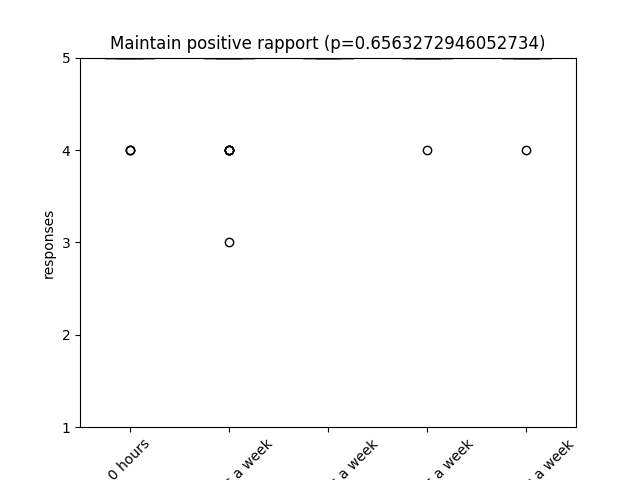 Maintain positive rapport (p=0.6563272946052734)
5
4
3
2
1
responses
0 hours
a week
a week
a week
a week